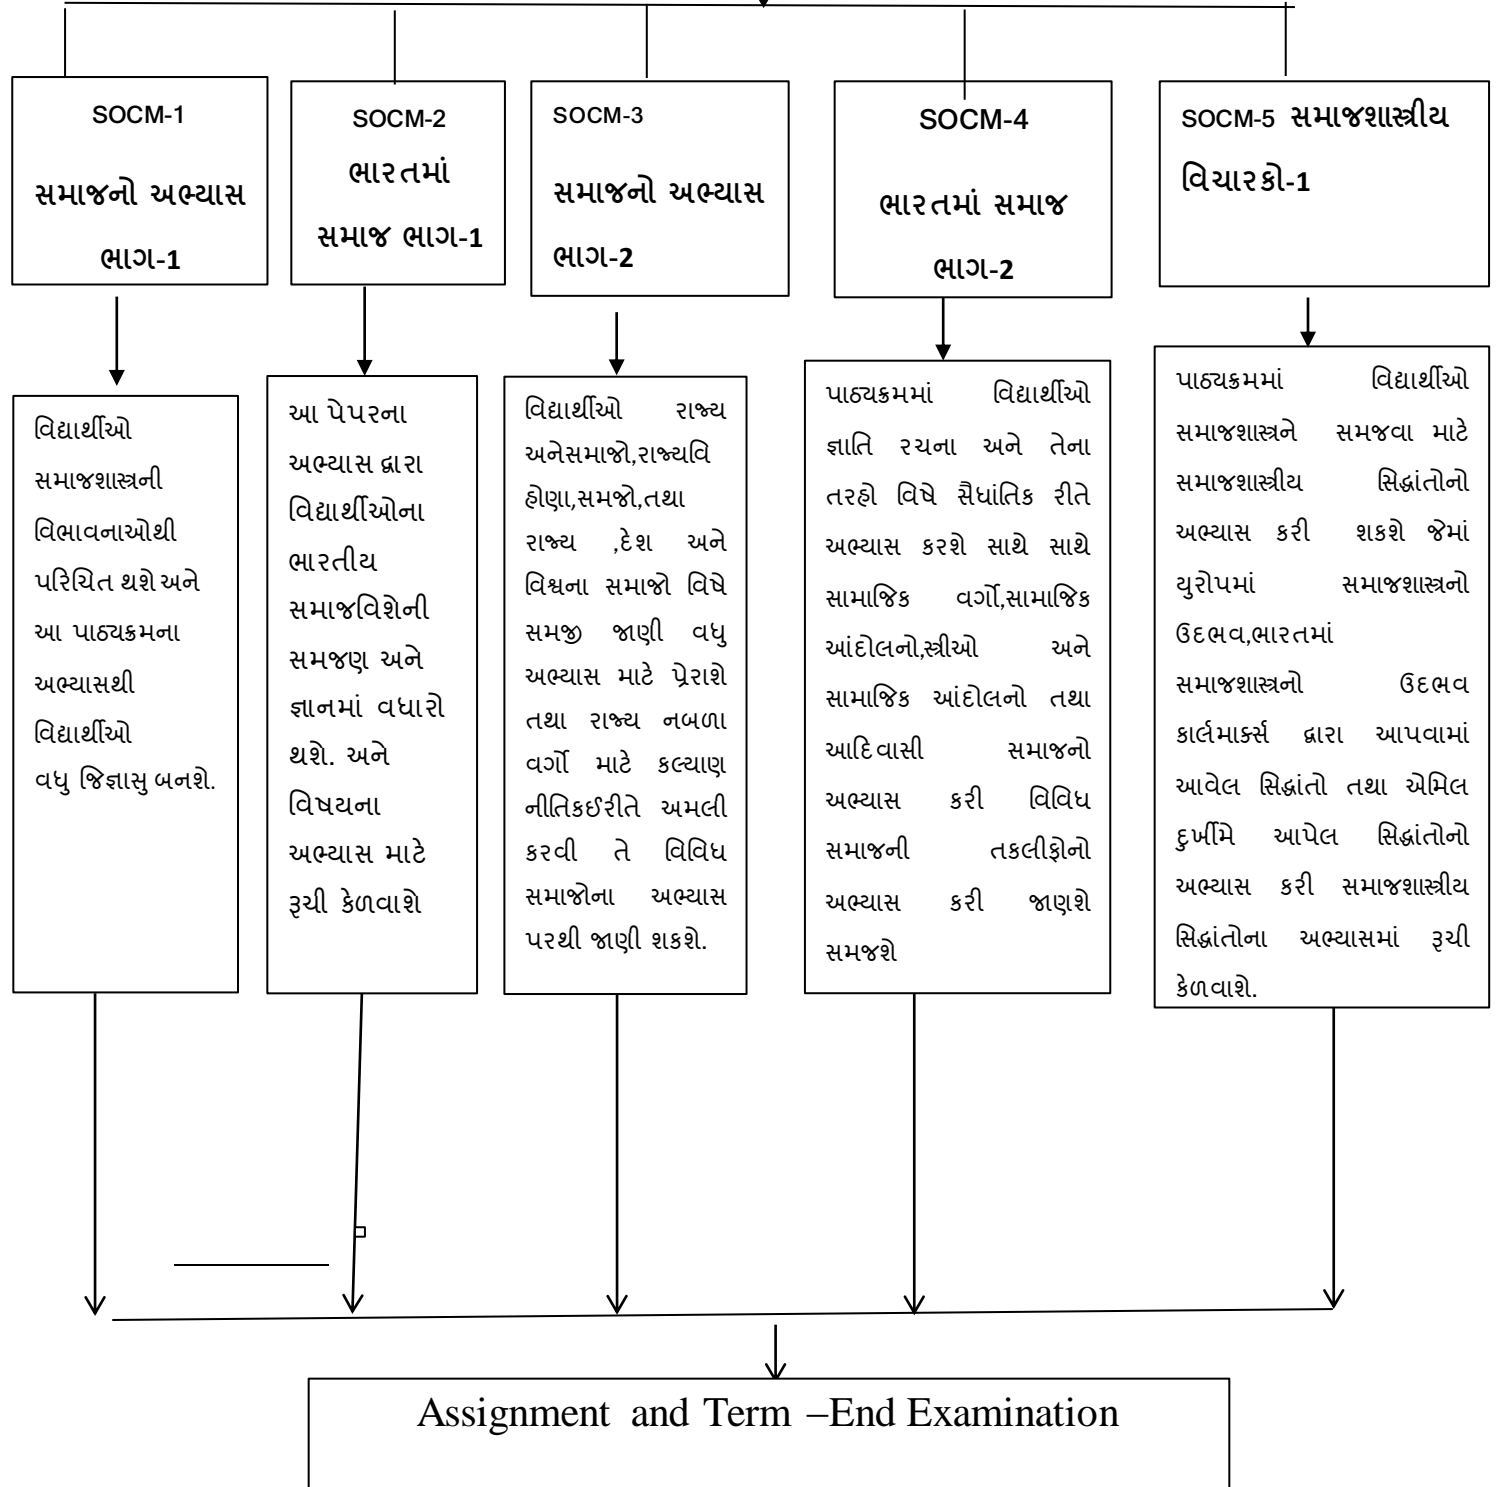 SOCM-1
સમાજનો અભ્યાસ
ભાગ-1
SOCM-2
ભારતમાં
સમાજ ભાગ-1
SOCM-3
સમાજનો અભ્યાસ
ભાગ-2
SOCM-4
ભારતમાં સમાજ
ભાગ-2
SOCM-5 સમાજશાસ્ત્રીય
વિચારકો-1
વિદ્યાર્થીઓ
સમાજશાસ્ત્રની
વિભાવનાઓથી
પરિચિત થશે અને
આ પાઠ્યક્રમના
અભ્યાસથી
વિદ્યાર્થીઓ
વધુ જિજ્ઞાસુ બનશે.
આ પેપરના
અભ્યાસ દ્વારા
વિદ્યાર્થીઓના
ભારતીય
સમાજવિશેની
સમજણ અને
જ્ઞાનમાં વધારો
થશે. અને
વિષયના
અભ્યાસ માટે
રૂચી કેળવાશે
વિદ્યાર્થીઓ રાજ્ય
અનેસમાજો,રાજ્યવિ
હોણા,સમજો,તથા
રાજ્ય ,દેશ અને
વિશ્વના સમાજો વિષે
સમજી જાણી વધુ
અભ્યાસ માટે પ્રેરાશે
તથા રાજ્ય નબળા
વર્ગો માટે કલ્યાણ
નીતિકઈરીતે અમલી
કરવી તે વિવિધ
સમાજોના અભ્યાસ
પરથી જાણી શકશે.
પાઠ્યક્રમમાં વિદ્યાર્થીઓ
જ્ઞાતિ રચના અને તેના
તરહો વિષે સૈધાંતિક રીતે
અભ્યાસ કરશે સાથે સાથે
સામાજિક વર્ગો,સામાજિક
આંદોલનો,સ્ત્રીઓ અને
સામાજિક આંદોલનો તથા
આદિવાસી સમાજનો
અભ્યાસ કરી વિવિધ
સમાજની તકલીફોનો
અભ્યાસ કરી જાણશે
સમજશે
પાઠ્યક્રમમાં વિદ્યાર્થીઓ
સમાજશાસ્ત્રને સમજવા માટે
સમાજશાસ્ત્રીય સિદ્ધાંતોનો
અભ્યાસ કરી શકશે જેમાં
યુરોપમાં સમાજશાસ્ત્રનો
ઉદભવ,ભારતમાં
સમાજશાસ્ત્રનો ઉદભવ
કાર્લમાર્ક્સ દ્વારા આપવામાં
આવેલ સિદ્ધાંતો તથા એમિલ
દુર્ખીમે આપેલ સિદ્ધાંતોનો
અભ્યાસ કરી સમાજશાસ્ત્રીય
સિદ્ધાંતોના અભ્યાસમાં રૂચી
કેળવાશે.
Assignment and Term –End Examination